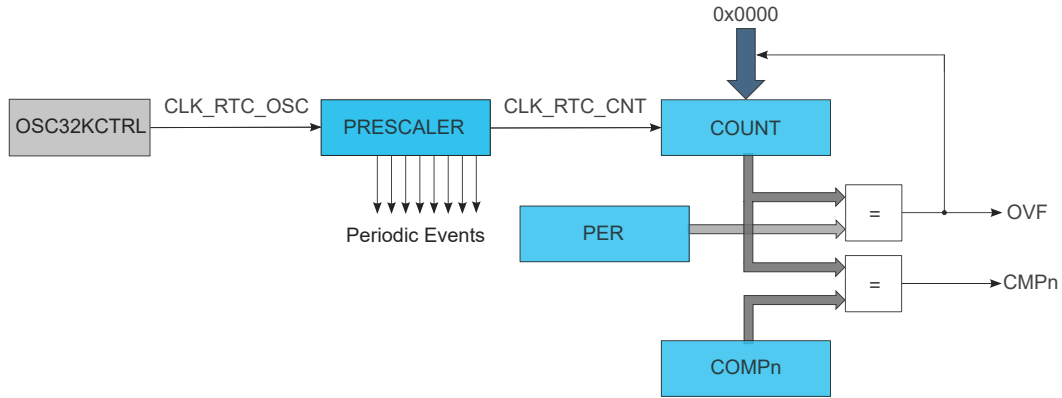 0x0000
CLK_RTC_OSC
CLK_RTC_CNT
OSC32KCTRL
PRESCALER
COUNT
=
OVF
PER
Periodic Events
=
CMPn
COMPn